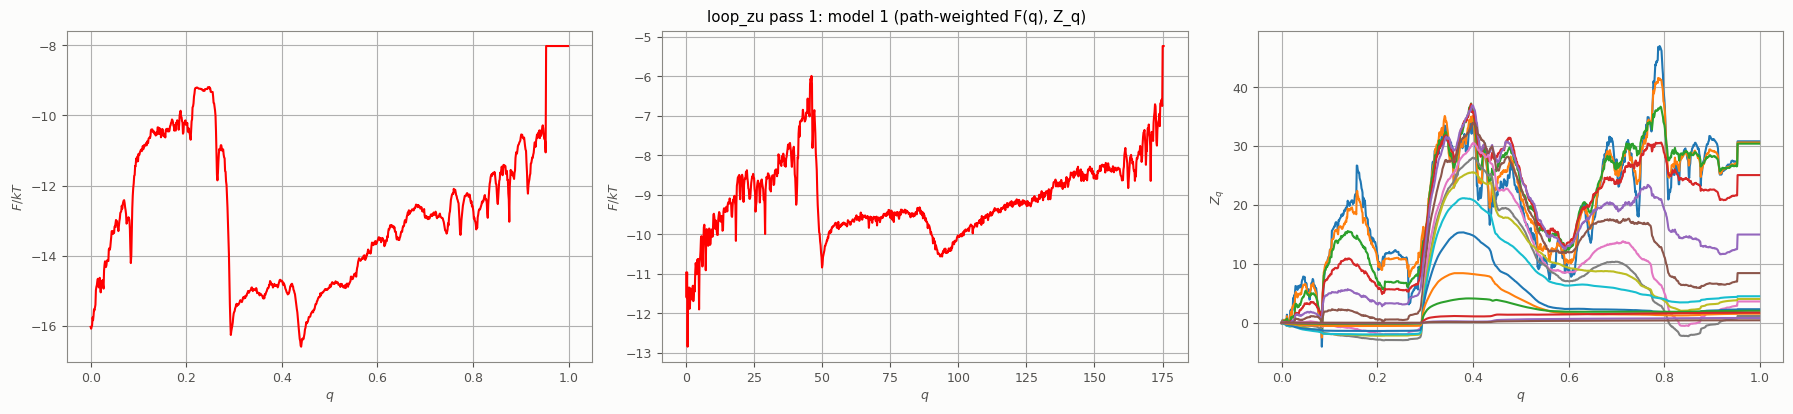 loop_zu pass 1: model 1 (path-weighted F(q), Z_q)
−8
−10
−12
−14
−16
F/kT
0.0 0.2 0.4 0.6 0.8 1.0
q
−5
−6
−7
−8
−9
−10
−11
−12
−13
F/kT
0 25 50 75 100 125 150 175
q
40
30
20
10
0
Z_q
0.0 0.2 0.4 0.6 0.8 1.0
q